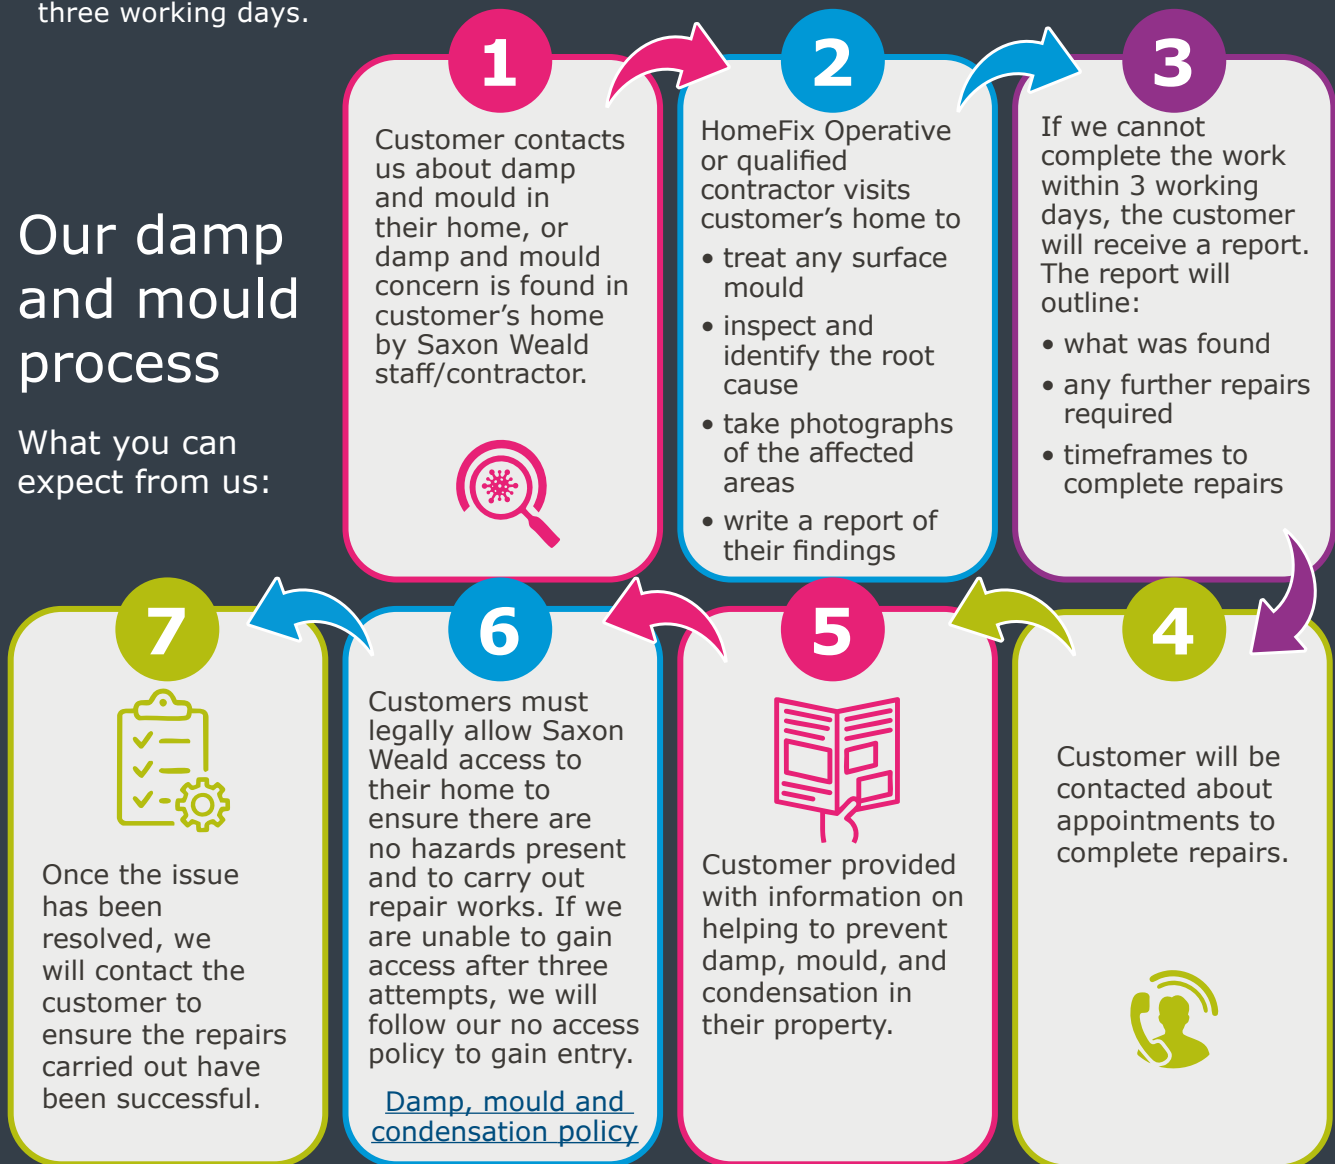 three working days.
Our damp
and mould
process
What you can
expect from us:
1
Customer contacts
us about damp
and mould in
their home, or
damp and mould
concern is found in
customer’s home
by Saxon Weald
staff/contractor.
2
HomeFix Operative
or qualified
contractor visits
customer’s home to
• treat any surface
mould
• inspect and
identify the root
cause
• take photographs
of the affected
areas
• write a report of
their findings
3
If we cannot
complete the work
within 3 working
days, the customer
will receive a report.
The report will
outline:
• what was found
• any further repairs
required
• timeframes to
complete repairs
4
Customer will be
contacted about
appointments to
complete repairs.
5
Customer provided
with information on
helping to prevent
damp, mould, and
condensation in
their property.
6
Customers must
legally allow Saxon
Weald access to
their home to
ensure there are
no hazards present
and to carry out
repair works. If we
are unable to gain
access after three
attempts, we will
follow our no access
policy to gain entry.
Damp, mould and
condensation policy
7
Once the issue
has been
resolved, we
will contact the
customer to
ensure the repairs
carried out have
been successful.